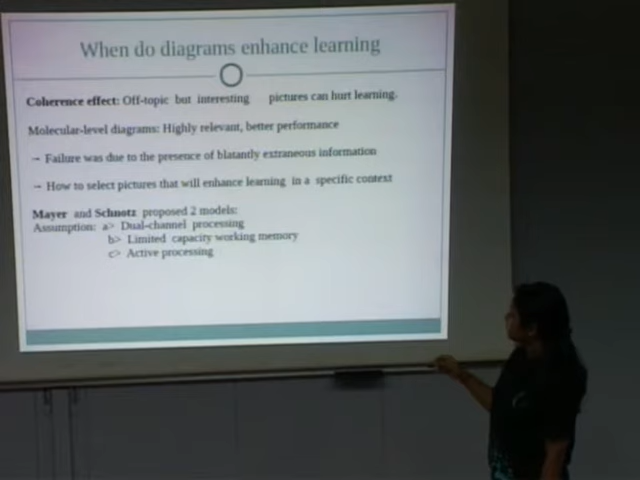 When do diagrams enhance learning
Coherence effect: Off-topic but interesting pictures can hurt learning.
Molecular-level diagrams: Highly relevant, better performance
→ Failure was due to the presence of blatantly extraneous information
→ How to select pictures that will enhance learning in a specific context
Mayer and Schnotz proposed 2 models:
Assumption: a> Dual-channel processing
b> Limited capacity working memory
c> Active processing